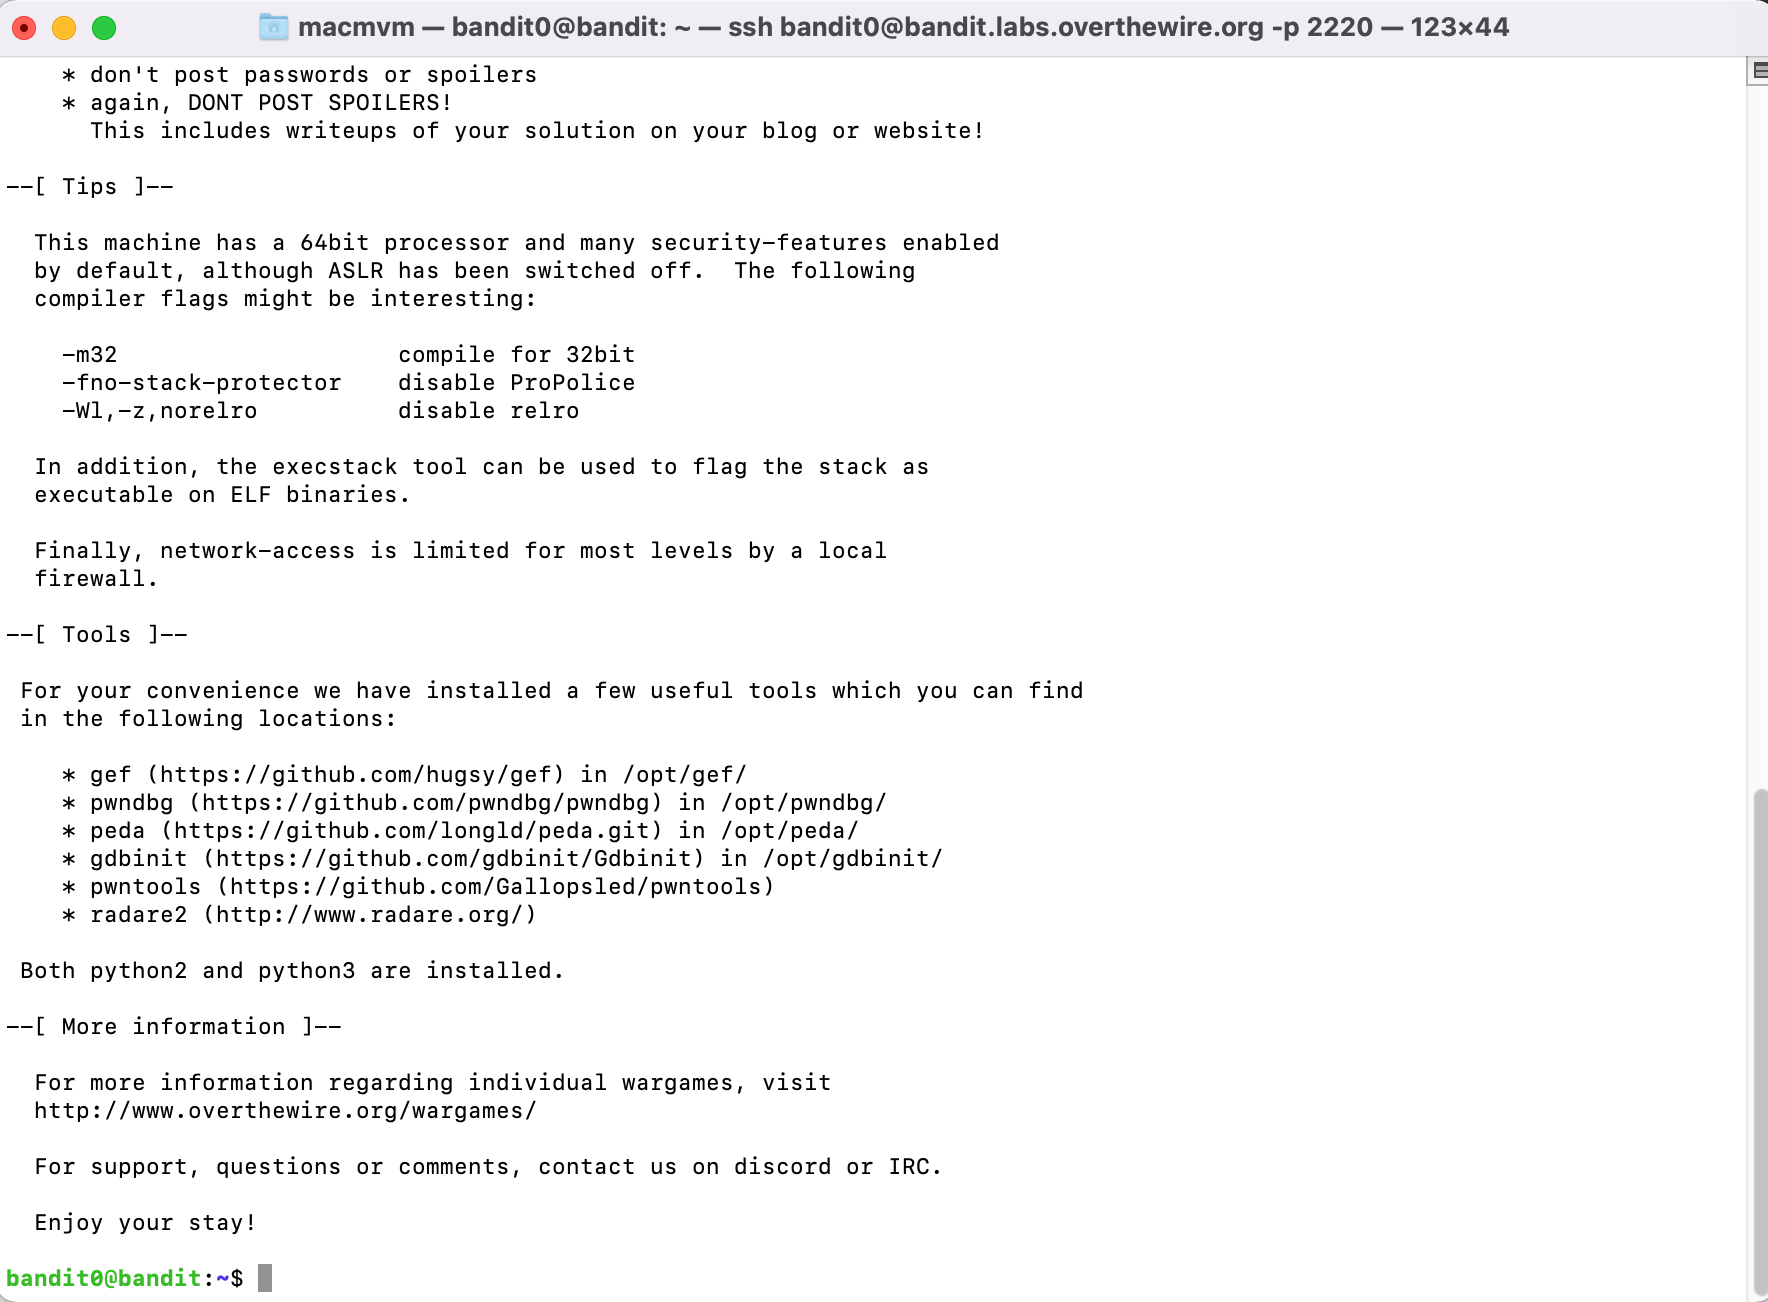 macmvm — bandit0@bandit: ~ — ssh bandit0@bandit.labs.overthewire.org -p 2220 — 123×44
* don't post passwords or spoilers
* again, DONT POST SPOILERS!
This includes writeups of your solution on your blog or website!
--[ Tips ]--
This machine has a 64bit processor and many security-features enabled
by default, although ASLR has been switched off.  The following
compiler flags might be interesting:
-m32                    compile for 32bit
-fno-stack-protector    disable ProPolice
-Wl,-z,norelro          disable relro
In addition, the execstack tool can be used to flag the stack as
executable on ELF binaries.
Finally, network-access is limited for most levels by a local
firewall.
--[ Tools ]--
For your convenience we have installed a few useful tools which you can find
in the following locations:
* gef (https://github.com/hugsy/gef) in /opt/gef/
* pwndbg (https://github.com/pwndbg/pwndbg) in /opt/pwndbg/
* peda (https://github.com/longld/peda.git) in /opt/peda/
* gdbinit (https://github.com/gdbinit/Gdbinit) in /opt/gdbinit/
* pwntools (https://github.com/Gallopsled/pwntools)
* radare2 (http://www.radare.org/)
Both python2 and python3 are installed.
--[ More information ]--
For more information regarding individual wargames, visit
http://www.overthewire.org/wargames/
For support, questions or comments, contact us on discord or IRC.
Enjoy your stay!
bandit0@bandit:~$